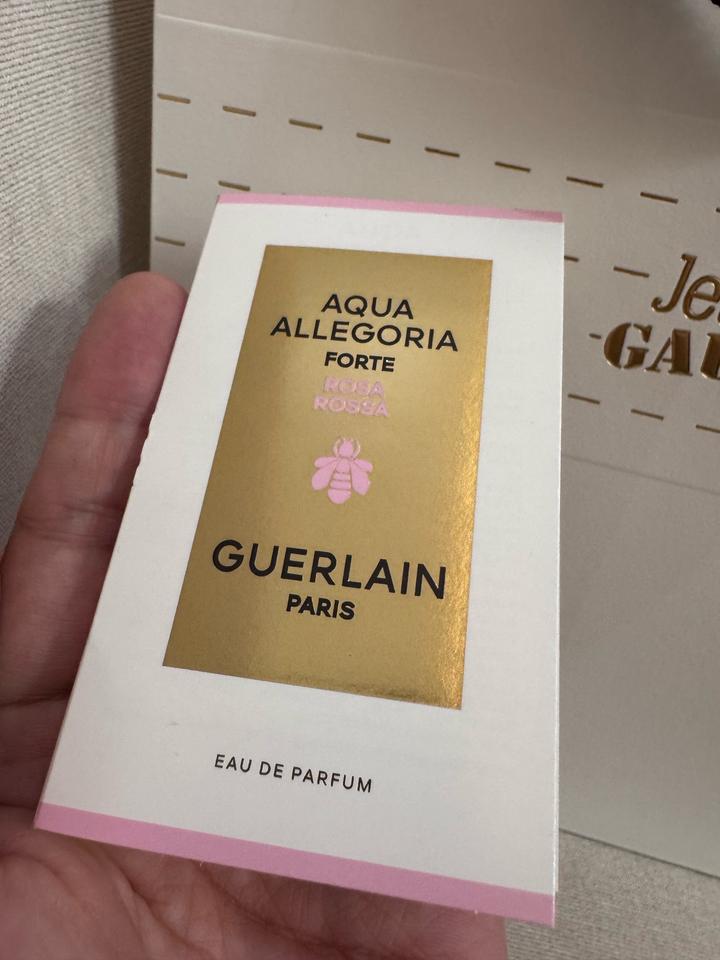 AQUA
ALLEGORIA
FORTE
ROSA
ROSSA
GUERLAIN
PARIS
EAU DE PARFUM